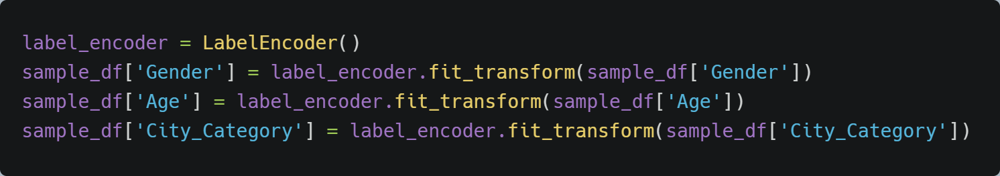 label_encoder = LabelEncoder()
sample_df['Gender'] = label_encoder.fit_transform(sample_df['Gender'])
sample_df['Age'] = label_encoder.fit_transform(sample_df['Age'])
sample_df['City_Category'] = label_encoder.fit_transform(sample_df['City_Category'])